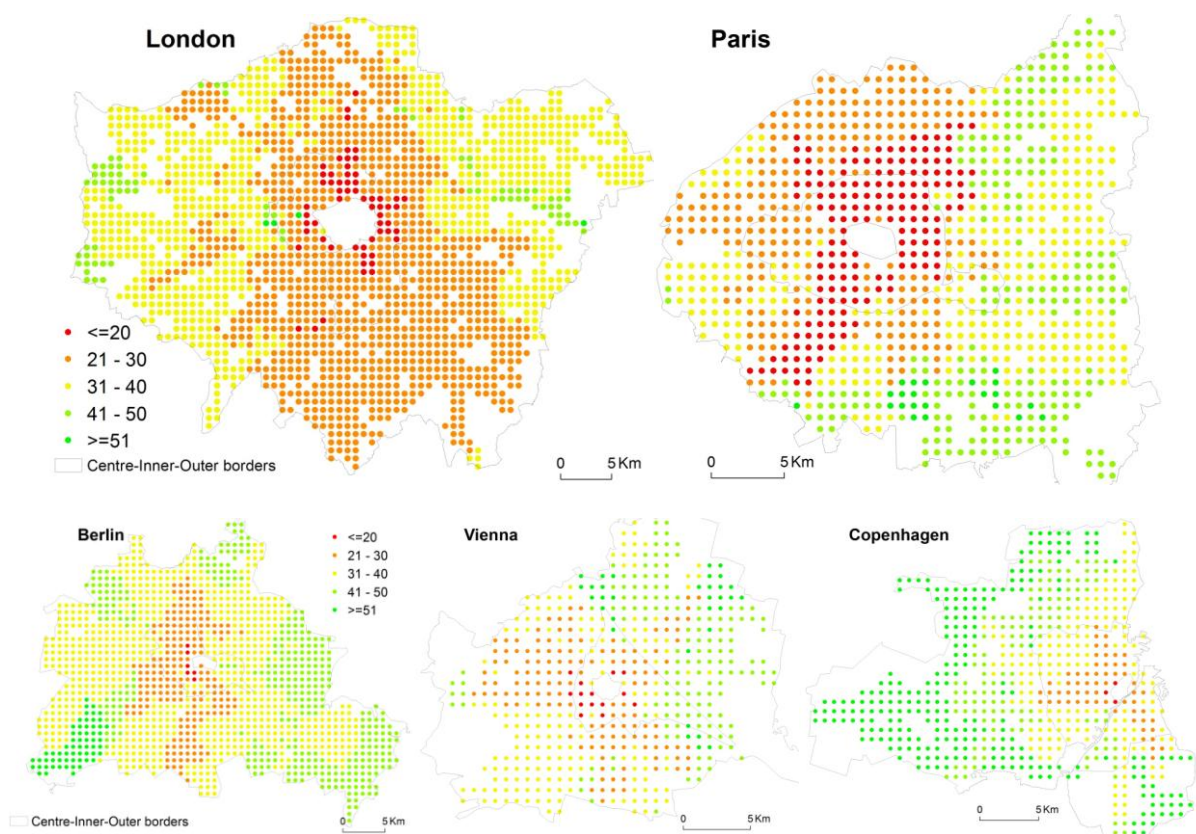 London
Paris
<=20
21 - 30
31 - 40
41 - 50
>=51
Centre-Inner-Outer borders
0 5 Km
0 5 Km
Berlin
<=20
21 - 30
31 - 40
41 - 50
>=51
Vienna
Copenhagen
Centre-Inner-Outer borders
0 5 Km
0 5 Km
0 5 Km